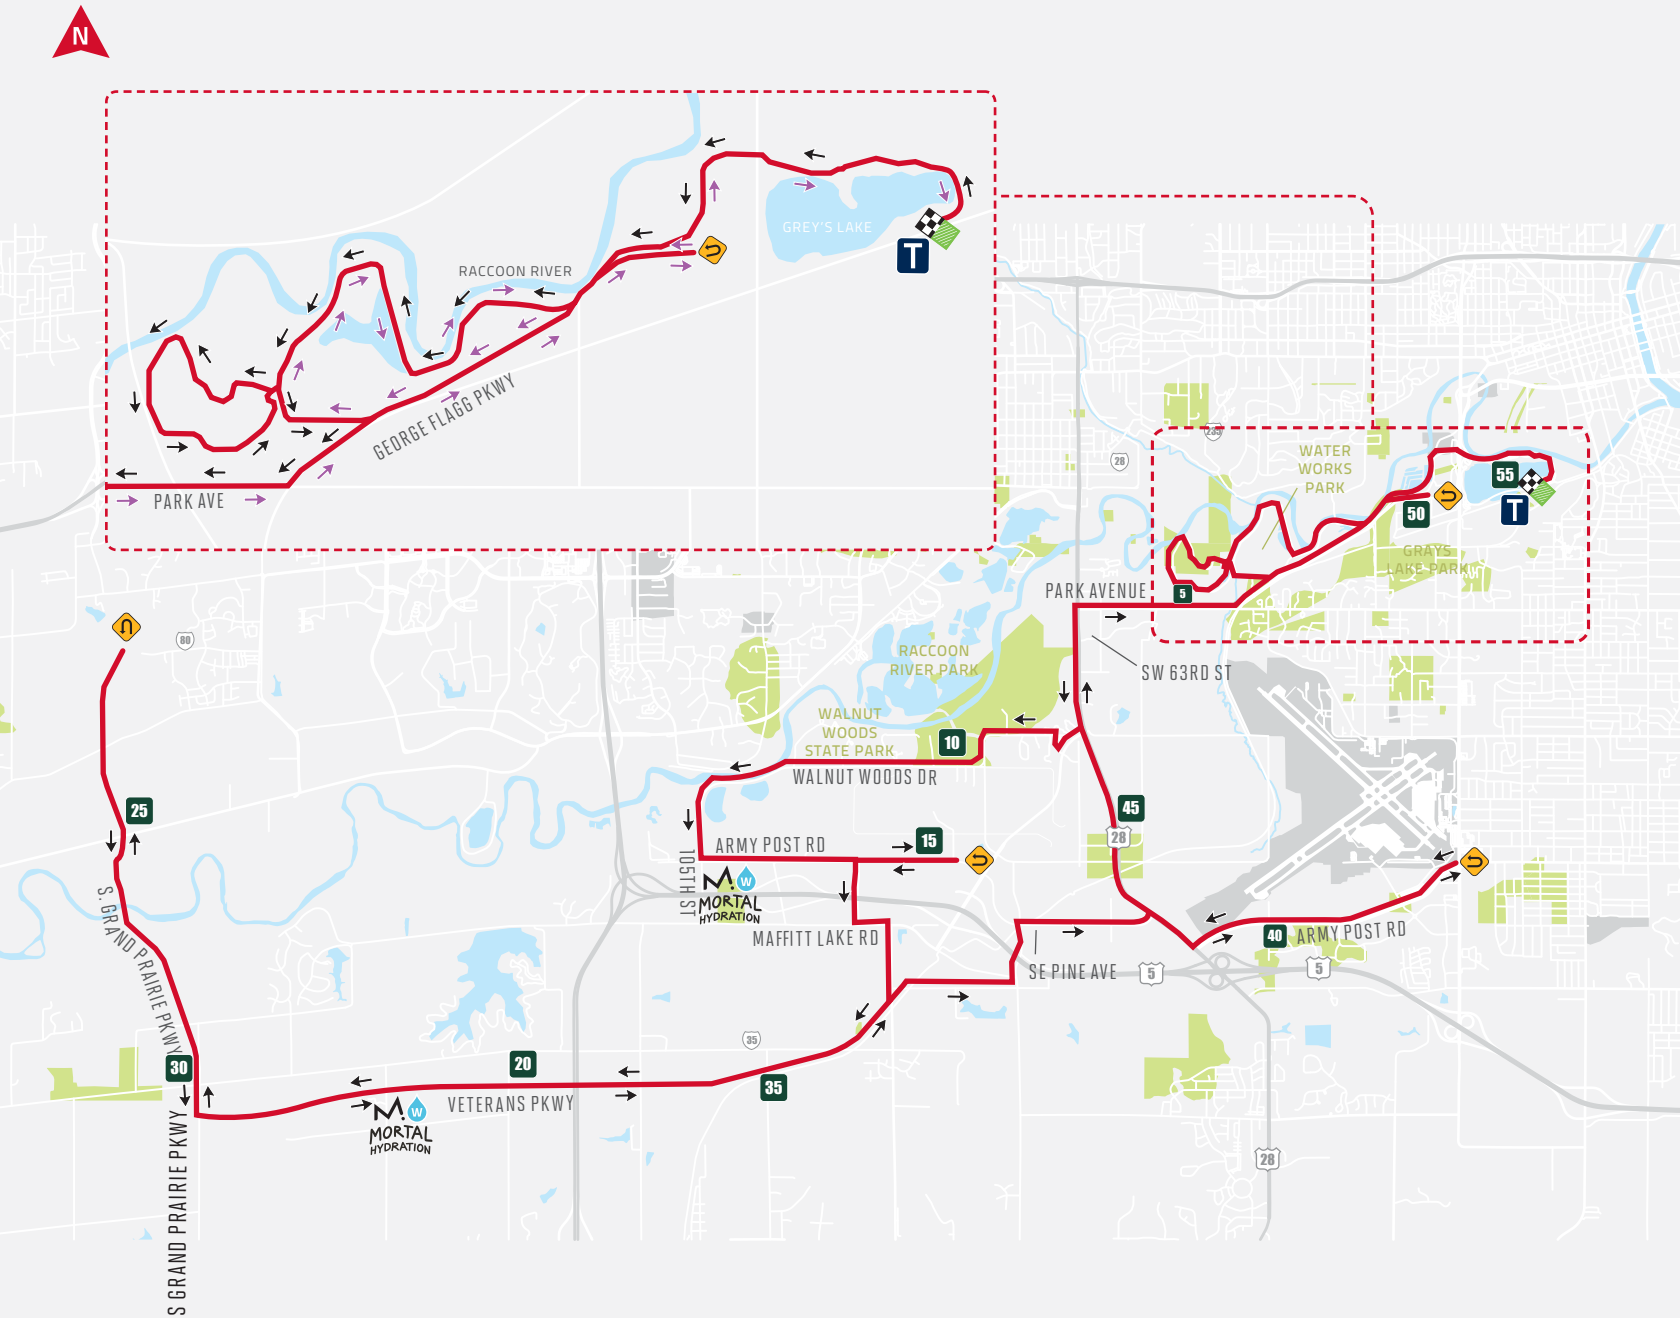 N
GREY'S LAKE
T
RACCOON RIVER
GEORGE FLAGG PKWY
PARK AVE
235
28
WATER
WORKS
PARK
55
50
T
GRAYS
LAKE PARK
5
PARK AVENUE
80
RACCOON
RIVER PARK
SW 63RD ST
WALNUT
WOODS
STATE PARK
10
WALNUT WOODS DR
25
45
28
ARMY POST RD
15
105TH ST
W
MORTAL
HYDRATION
S. GRAND PRAIRIE PKWY
MAFFITT LAKE RD
40
ARMY POST RD
SE PINE AVE
5
5
35
30
20
35
VETERANS PKWY
W
MORTAL
HYDRATION
28
S GRAND PRAIRIE PKWY